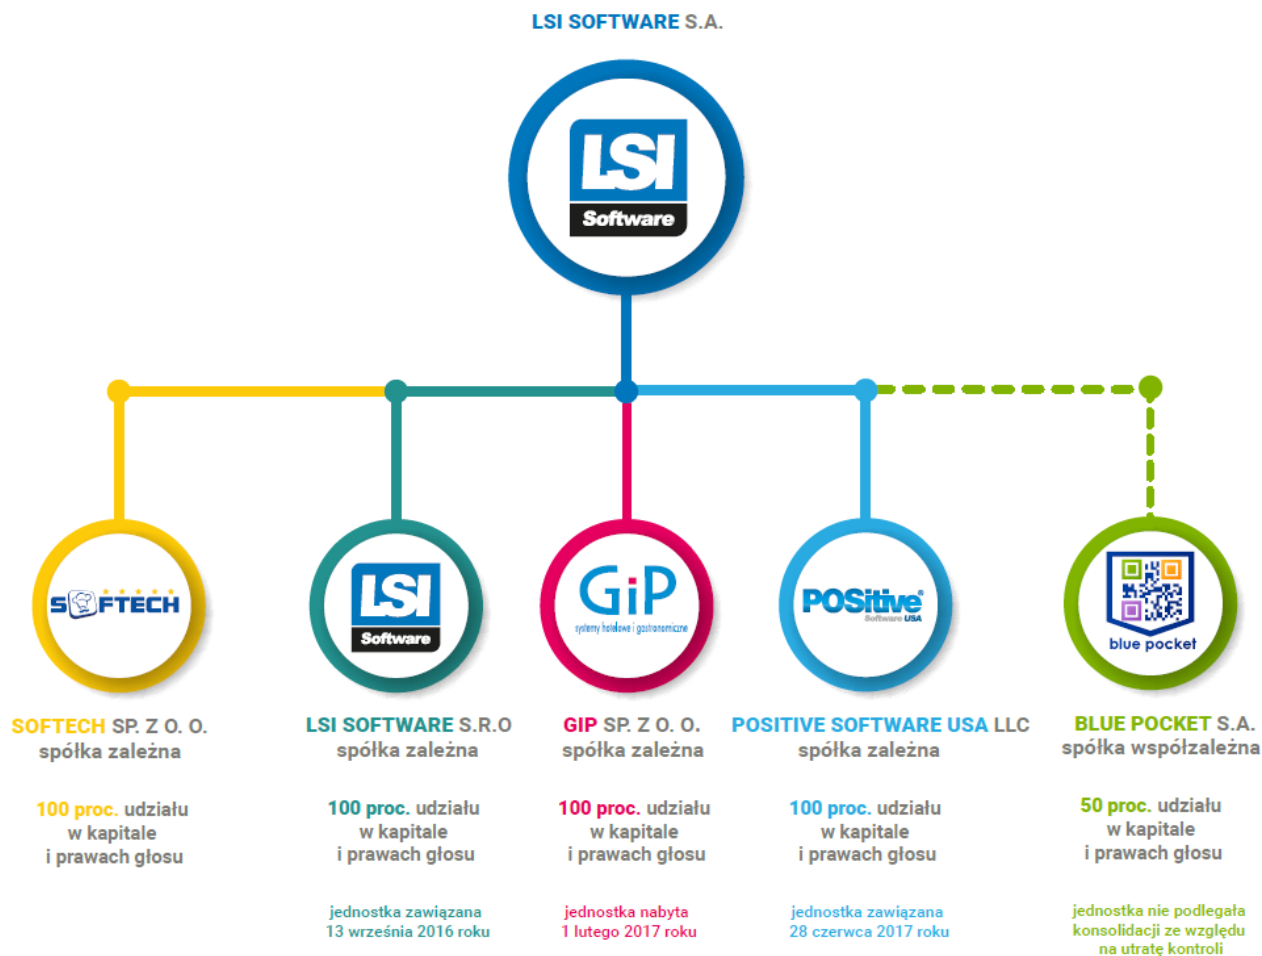 LSI SOFTWARE S.A.
LSI
Software
SOFTECH
LSI
Software
GiP
systemy hotelowe i gastronomiczne
POSitive®
Software USA
blue pocket
SOFTECH SP. Z O. O.
spółka zależna
100 proc. udziału
w kapitale
i prawach głosu
LSI SOFTWARE S.R.O
spółka zależna
100 proc. udziału
w kapitale
i prawach głosu
jednostka zawiązana
13 września 2016 roku
GIP SP. Z O. O.
spółka zależna
100 proc. udziału
w kapitale
i prawach głosu
jednostka nabyta
1 lutego 2017 roku
POSITIVE SOFTWARE USA LLC
spółka zależna
100 proc. udziału
w kapitale
i prawach głosu
jednostka zawiązana
28 czerwca 2017 roku
BLUE POCKET S.A.
spółka współzależna
50 proc. udziału
w kapitale
i prawach głosu
jednostka nie podlegała
konsolidacji ze względu
na utratę kontroli